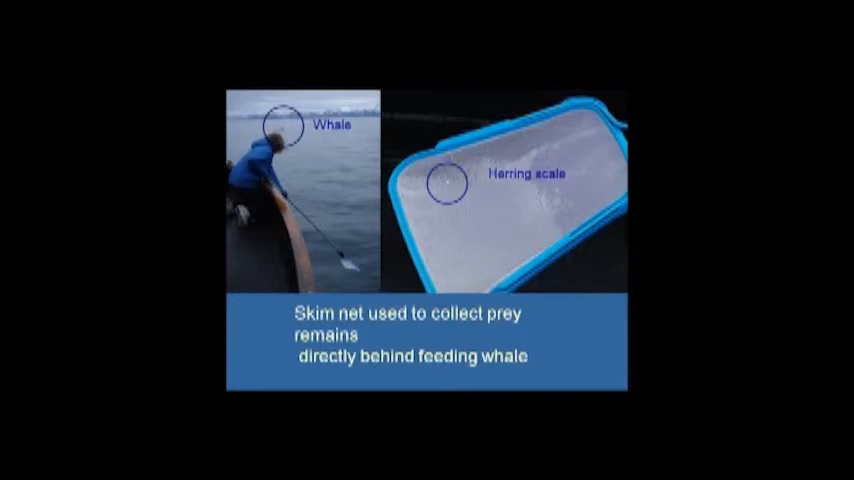 Whale
Herring scale
Skim net used to collect prey
remains
directly behind feeding whale